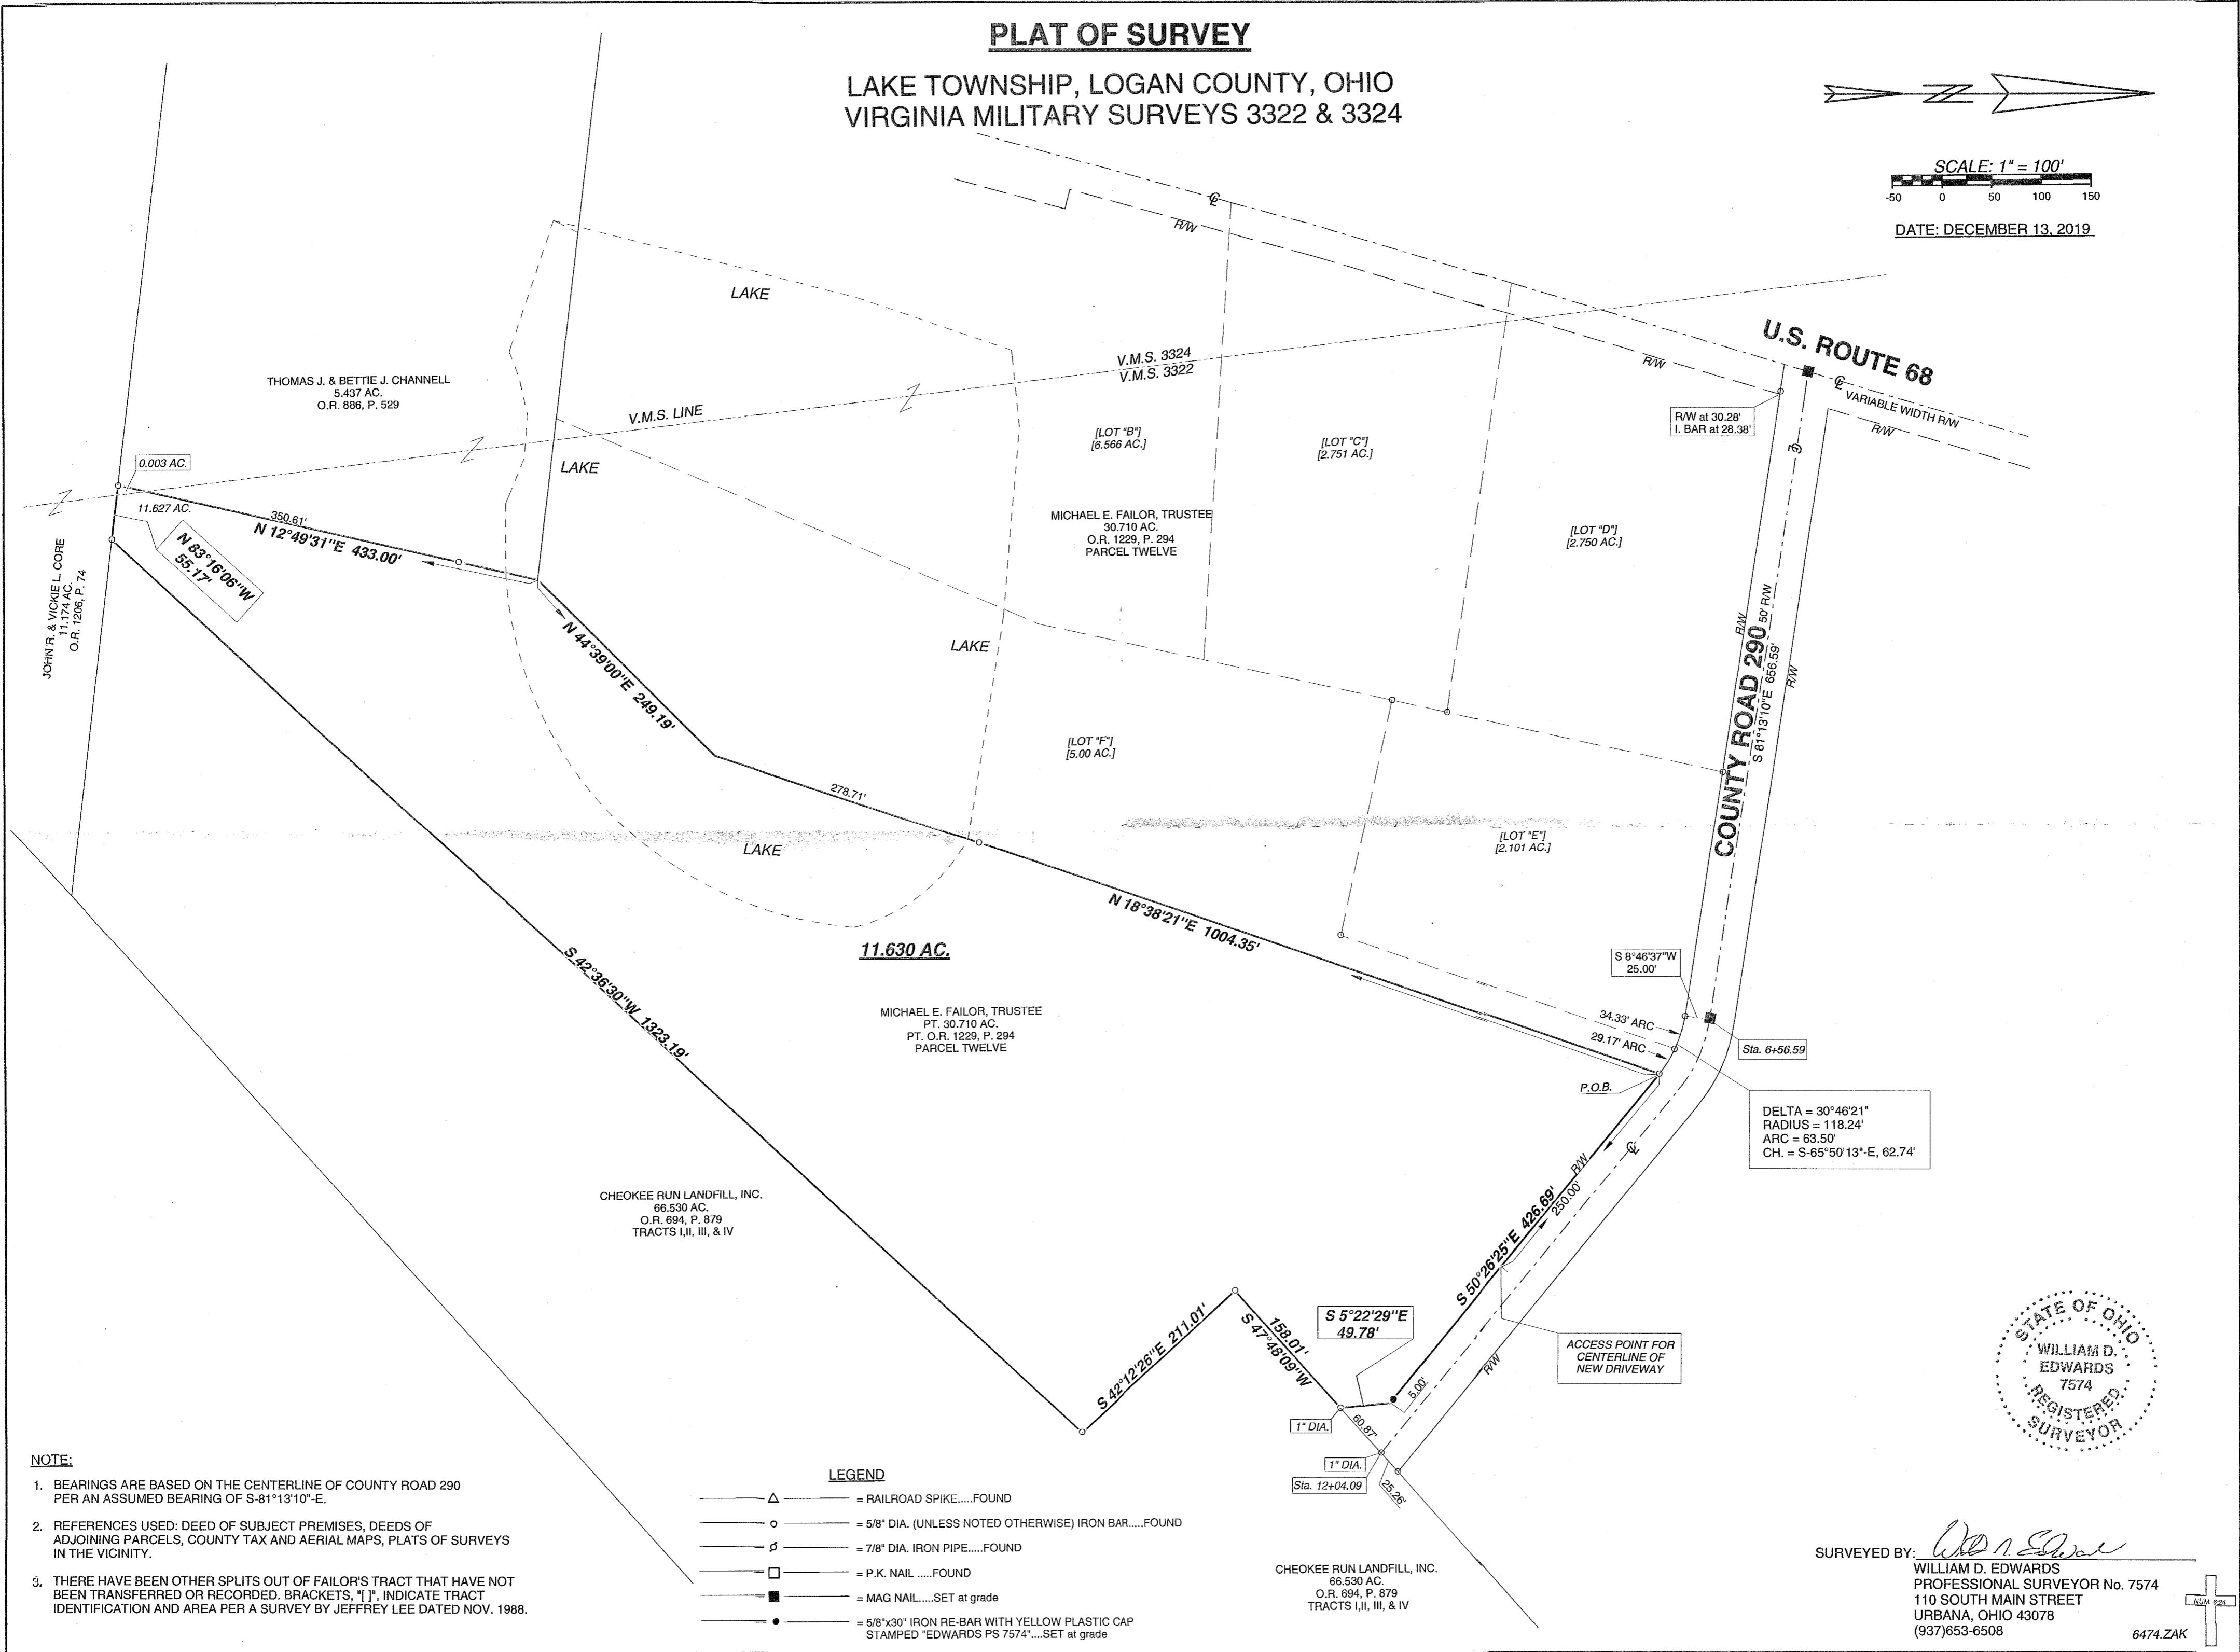 PLAT OF SURVEY
LAKE TOWNSHIP, LOGAN COUNTY, OHIO
VIRGINIA MILITARY SURVEYS 3322 & 3324
SCALE: 1" = 100'
-50 0 50 100 150
DATE: DECEMBER 13, 2019
CL
R/W
LAKE
V.M.S. 3324
V.M.S. 3322
V.M.S. LINE
R/W
U.S. ROUTE 68
CL
VARIABLE WIDTH R/W
R/W
R/W at 30.28'
I. BAR at 28.38'
CL
THOMAS J. & BETTIE J. CHANNELL
5.437 AC.
O.R. 886, P. 529
0.003 AC.
11.627 AC.
LAKE
[LOT "B"]
[6.566 AC.]
[LOT "C"]
[2.751 AC.]
[LOT "D"]
[2.750 AC.]
MICHAEL E. FAILOR, TRUSTEE
30.710 AC.
O.R. 1229, P. 294
PARCEL TWELVE
350.61'
N 12°49'31"E 433.00'
N 83°16'06"W
55.17'
JOHN R. & VICKIE L. CORE
11.174 AC.
O.R. 1206, P. 74
N 44°39'00"E 249.19'
LAKE
R/W
COUNTY ROAD 290
50' R/W
S 81°13'10"E 656.59'
R/W
[LOT "F"]
[5.00 AC.]
278.71'
LAKE
[LOT "E"]
[2.101 AC.]
N 18°38'21"E 1004.35'
11.630 AC.
S 42°36'30"W 1323.19'
MICHAEL E. FAILOR, TRUSTEE
PT. 30.710 AC.
PT. O.R. 1229, P. 294
PARCEL TWELVE
S 8°46'37"W
25.00'
34.33' ARC
29.17' ARC
Sta. 6+56.59
P.O.B.
DELTA = 30°46'21"
RADIUS = 118.24'
ARC = 63.50'
CH. = S-65°50'13"-E, 62.74'
CL
R/W
250.00'
S 50°26'25"E 426.69'
CHEOKEE RUN LANDFILL, INC.
66.530 AC.
O.R. 694, P. 879
TRACTS I,II, III, & IV
S 42°12'26"E 211.01'
158.01'
S 47°48'09"W
S 5°22'29"E
49.78'
ACCESS POINT FOR
CENTERLINE OF
NEW DRIVEWAY
R/W
5.00'
1" DIA.
60.87'
1" DIA.
Sta. 12+04.09
25.26'
STATE OF OHIO
WILLIAM D.
EDWARDS
7574
REGISTERED
SURVEYOR
NOTE:
1. BEARINGS ARE BASED ON THE CENTERLINE OF COUNTY ROAD 290
PER AN ASSUMED BEARING OF S-81°13'10"-E.
2. REFERENCES USED: DEED OF SUBJECT PREMISES, DEEDS OF
ADJOINING PARCELS, COUNTY TAX AND AERIAL MAPS, PLATS OF SURVEYS
IN THE VICINITY.
3. THERE HAVE BEEN OTHER SPLITS OUT OF FAILOR'S TRACT THAT HAVE NOT
BEEN TRANSFERRED OR RECORDED. BRACKETS, "[ ]", INDICATE TRACT
IDENTIFICATION AND AREA PER A SURVEY BY JEFFREY LEE DATED NOV. 1988.
LEGEND
= RAILROAD SPIKE.....FOUND
= 5/8" DIA. (UNLESS NOTED OTHERWISE) IRON BAR.....FOUND
= 7/8" DIA. IRON PIPE.....FOUND
= P.K. NAIL .....FOUND
= MAG NAIL.....SET at grade
= 5/8"x30" IRON RE-BAR WITH YELLOW PLASTIC CAP
STAMPED "EDWARDS PS 7574"....SET at grade
CHEOKEE RUN LANDFILL, INC.
66.530 AC.
O.R. 694, P. 879
TRACTS I,II, III, & IV
SURVEYED BY:
WILLIAM D. EDWARDS
PROFESSIONAL SURVEYOR No. 7574
110 SOUTH MAIN STREET
URBANA, OHIO 43078
(937)653-6508
6474.ZAK